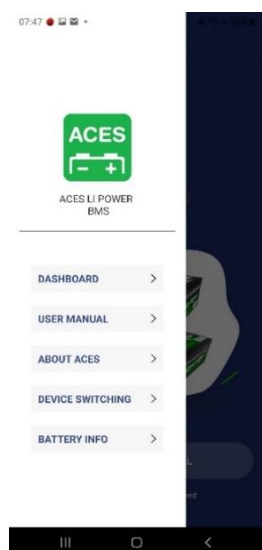 07:47
ACES
ACES LI POWER
BMS
DASHBOARD
USER MANUAL
ABOUT ACES
DEVICE SWITCHING
BATTERY INFO